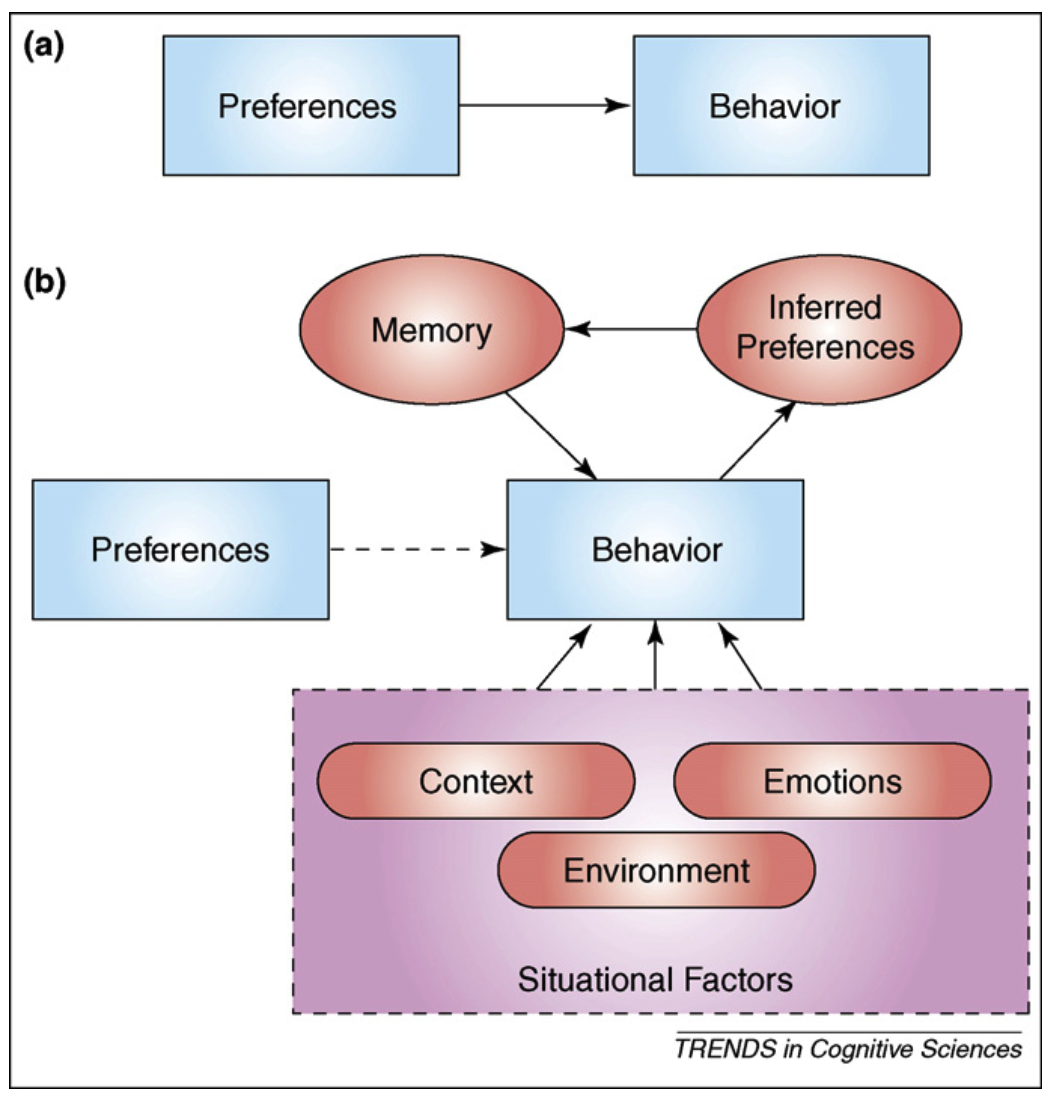 (a)
Preferences
Behavior
(b)
Memory
Inferred
Preferences
Preferences
Behavior
Context
Emotions
Environment
Situational Factors
TRENDS in Cognitive Sciences